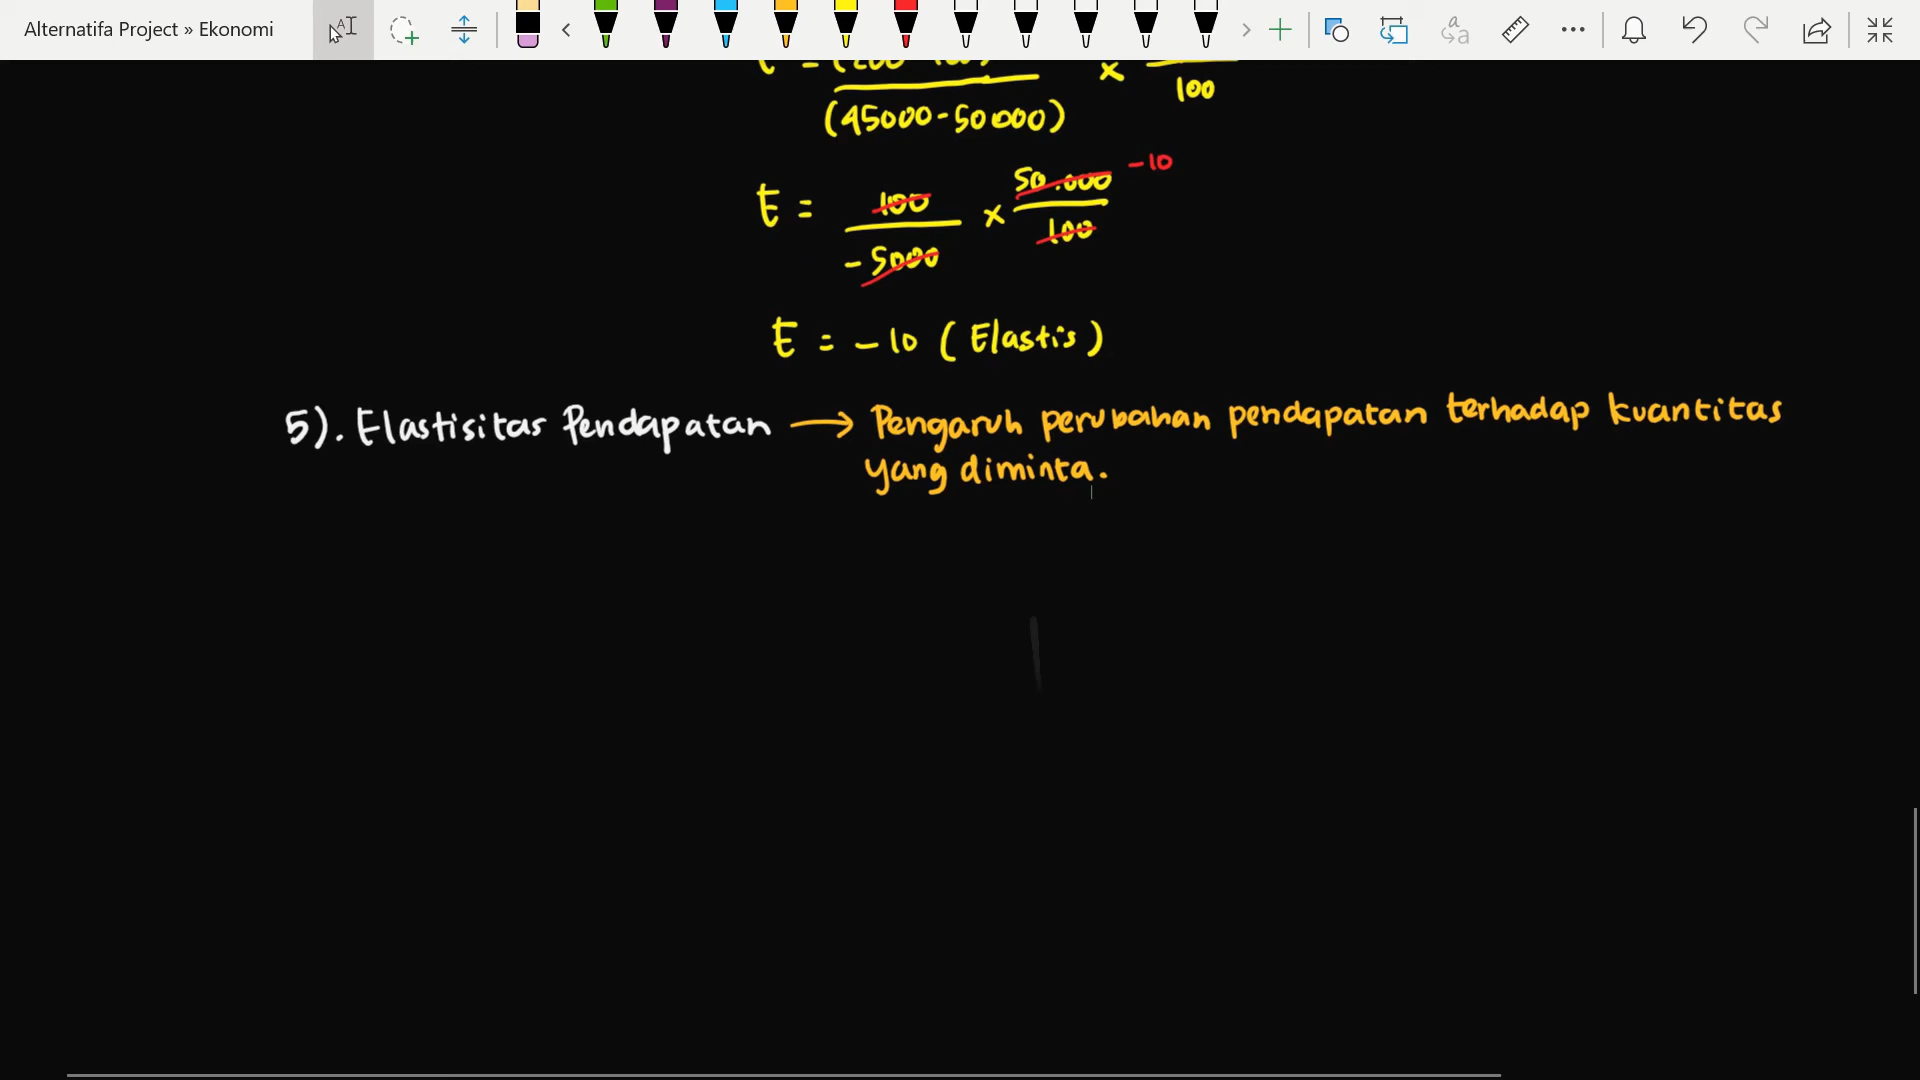 Alternatifa Project » Ekonomi
(45000-50000)
×
100
E = 100 × 50.000 -10
-5000 100
E = -10 (Elastis)
5). Elastisitas Pendapatan → Pengaruh perubahan pendapatan terhadap kuantitas
yang diminta.